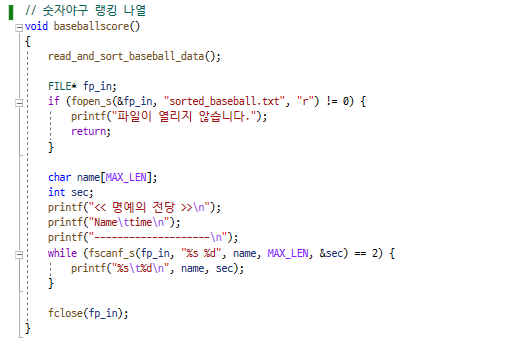 // 숫자야구 랭킹 나열
void baseballscore()
{
    read_and_sort_baseball_data();

    FILE* fp_in;
    if (fopen_s(&fp_in, "sorted_baseball.txt", "r") != 0) {
        printf("파일이 열리지 않습니다.");
        return;
    }

    char name[MAX_LEN];
    int sec;
    printf("<< 명예의 전당 >>\n");
    printf("Name\ttime\n");
    printf("---------------------\n");
    while (fscanf_s(fp_in, "%s %d", name, MAX_LEN, &sec) == 2) {
        printf("%s\t%d\n", name, sec);
    }

    fclose(fp_in);
}